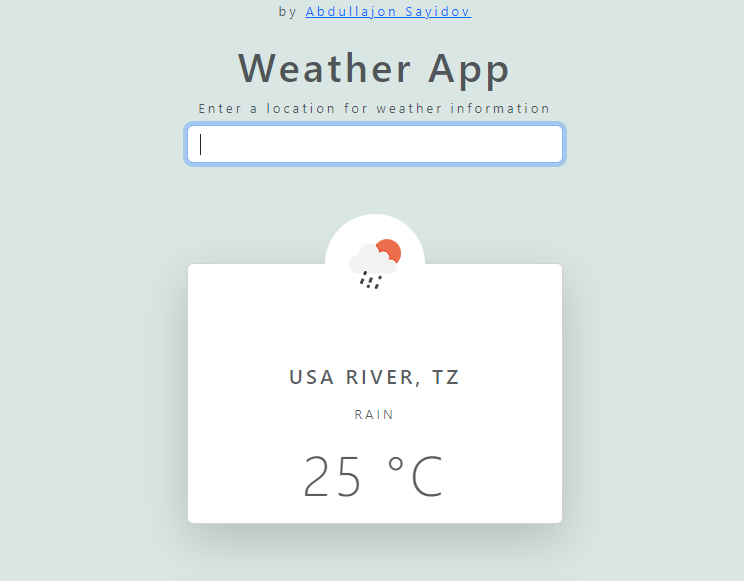 by Abdullajon Sayidov
Weather App
Enter a location for weather information
USA RIVER, TZ
RAIN
25 °C